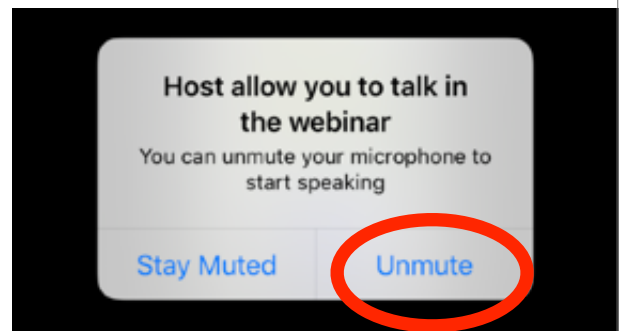 Host allow you to talk in
the webinar
You can unmute your microphone to
start speaking
Stay Muted
Unmute